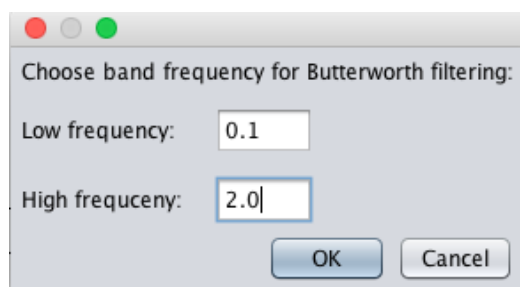 Choose band frequency for Butterworth filtering:
Low frequency: 0.1
High frequceny: 2.0
OK Cancel